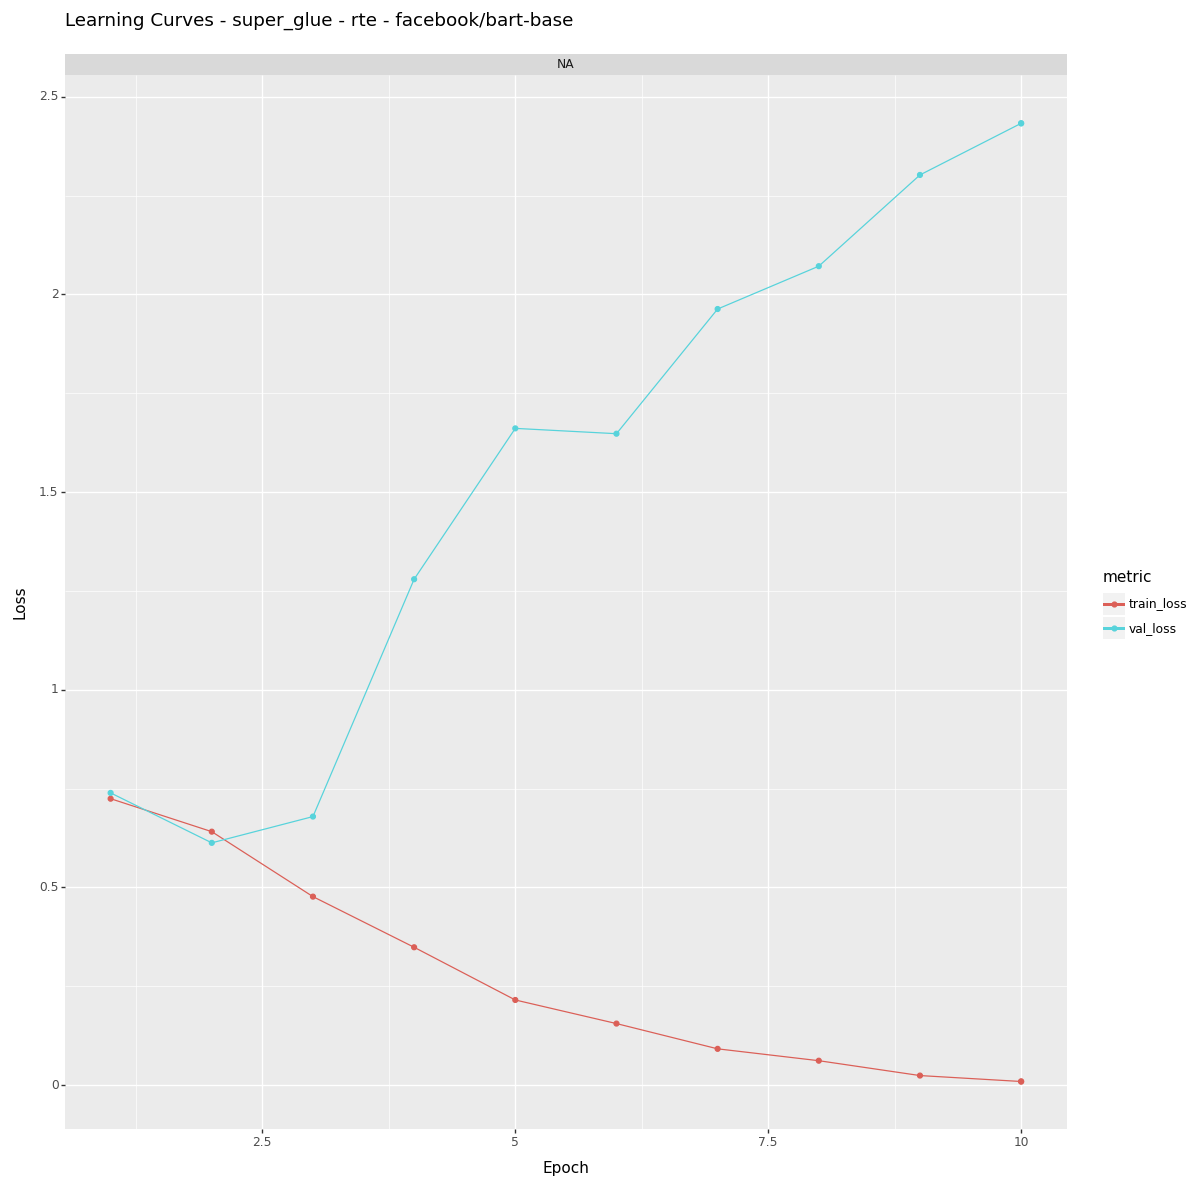 Learning Curves - super_glue - rte - facebook/bart-base
NA
2.5
2
1.5
1
0.5
0
Loss
2.5
5
7.5
10
Epoch
metric
train_loss
val_loss